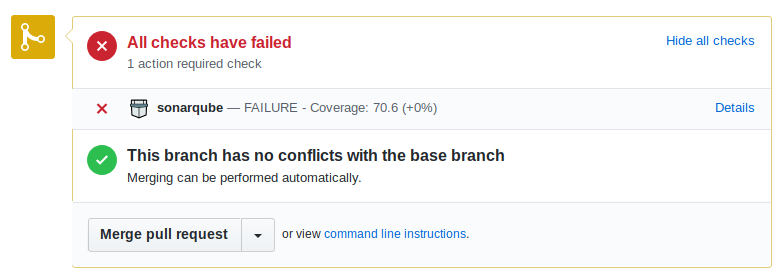 All checks have failed
Hide all checks
1 action required check
sonarqube — FAILURE - Coverage: 70.6 (+0%)
Details
This branch has no conflicts with the base branch
Merging can be performed automatically.
Merge pull request
or view command line instructions.